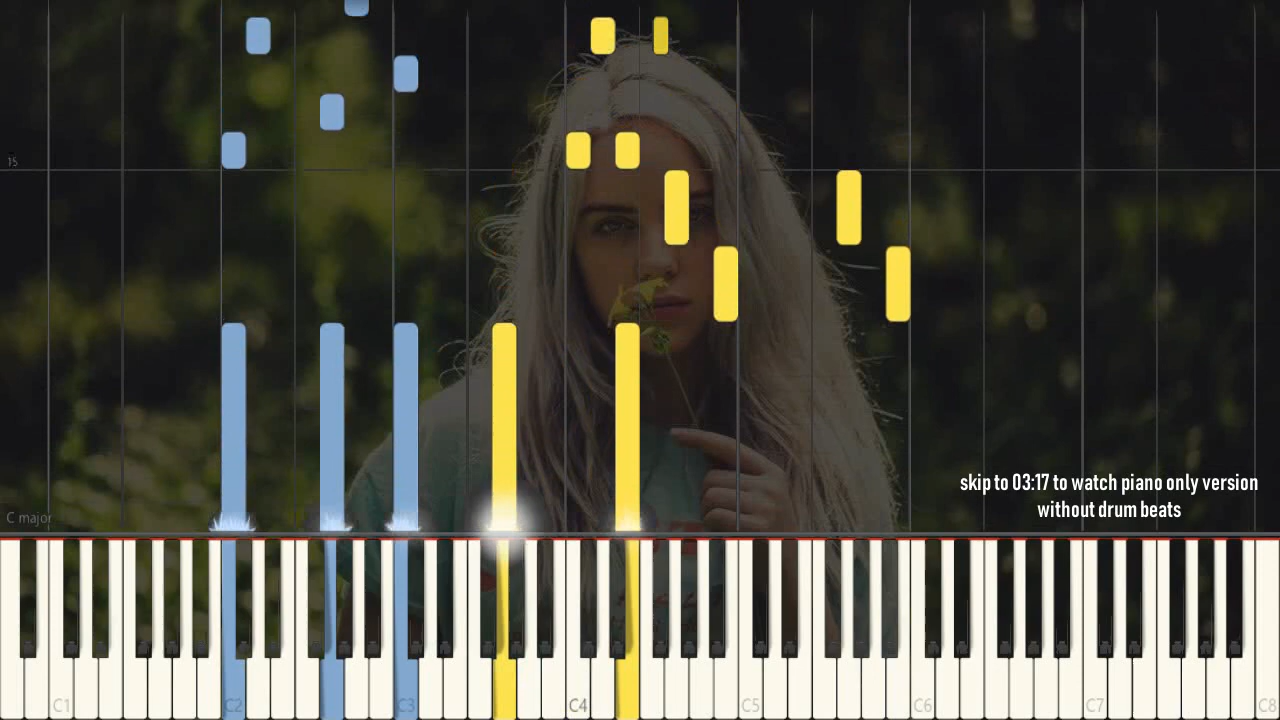 15
C major
skip to 03:17 to watch piano only version
without drum beats
C1 C2 C3 C4 C5 C6 C7 C8